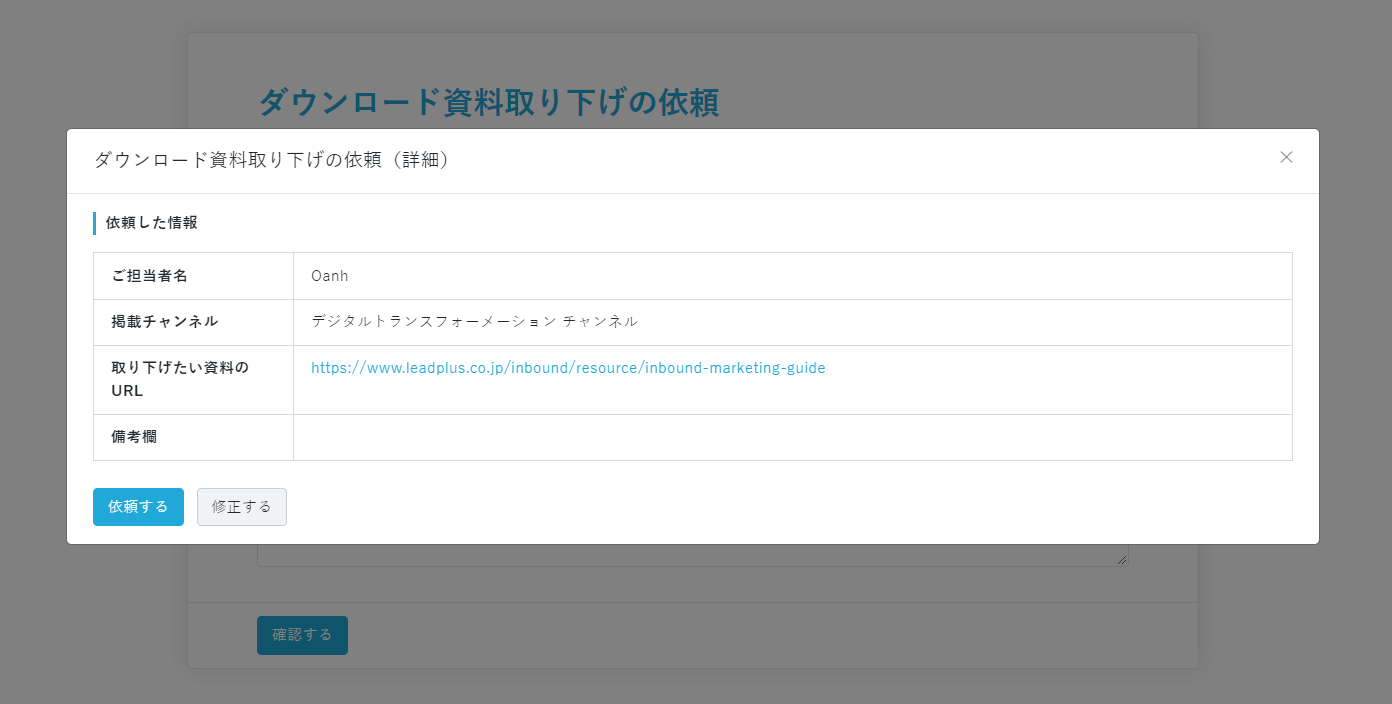 ダウンロード資料取り下げの依頼
ダウンロード資料取り下げの依頼（詳細）
依頼した情報
ご担当者名
Oanh
掲載チャンネル
デジタルトランスフォーメーション チャンネル
取り下げたい資料の
URL
https://www.leadplus.co.jp/inbound/resource/inbound-marketing-guide
備考欄
依頼する
修正する
確認する